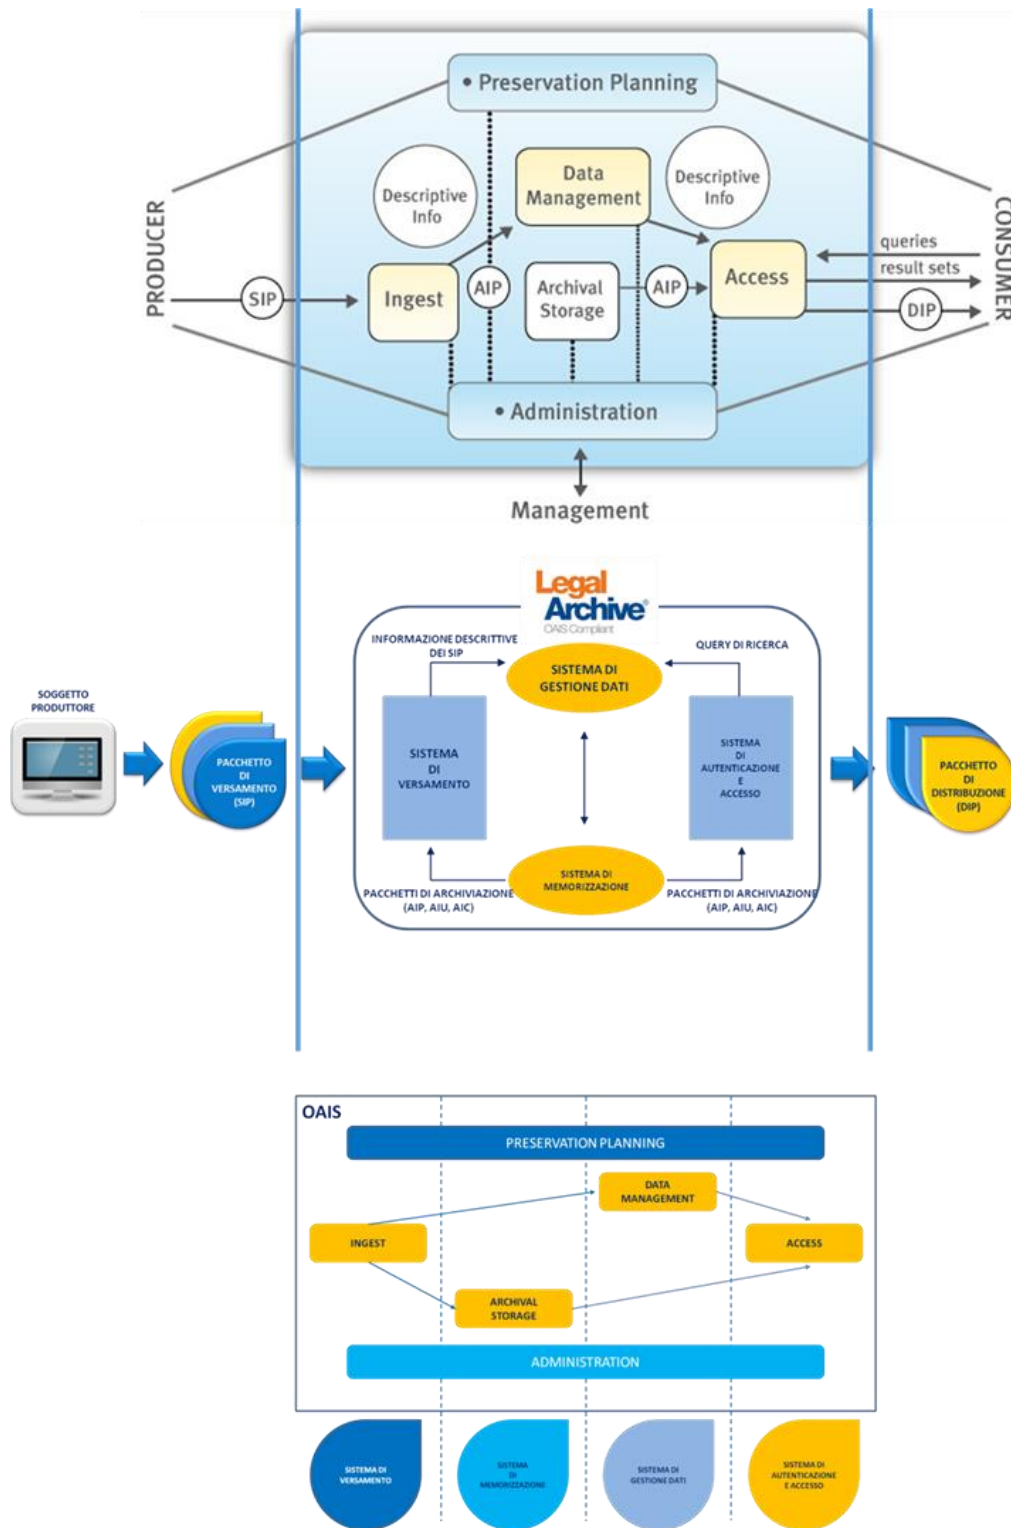 • Preservation Planning
Descriptive
Info
Data
Management
Descriptive
Info
PRODUCER
CONSUMER
SIP
Ingest
AIP
Archival
Storage
AIP
Access
queries
result sets
DIP
• Administration
Management
Legal
Archive®
OAIS Compliant
INFORMAZIONE DESCRITTIVE
DEI SIP
QUERY DI RICERCA
SISTEMA DI
GESTIONE DATI
SOGGETTO
PRODUTTORE
PACCHETTO
DI
VERSAMENTO
(SIP)
SISTEMA
DI
VERSAMENTO
SISTEMA
DI
AUTENTICAZIONE
E
ACCESSO
PACCHETTO
DI
DISTRIBUZIONE
(DIP)
SISTEMA DI
MEMORIZZAZIONE
PACCHETTI DI ARCHIVIAZIONE
(AIP, AIU, AIC)
PACCHETTI DI ARCHIVIAZIONE
(AIP, AIU, AIC)
OAIS
PRESERVATION PLANNING
DATA
MANAGEMENT
INGEST
ACCESS
ARCHIVAL
STORAGE
ADMINISTRATION
SISTEMA DI
VERSAMENTO
SISTEMA
DI
MEMORIZZAZIONE
SISTEMA DI
GESTIONE DATI
SISTEMA DI
AUTENTICAZIONE
E ACCESSO